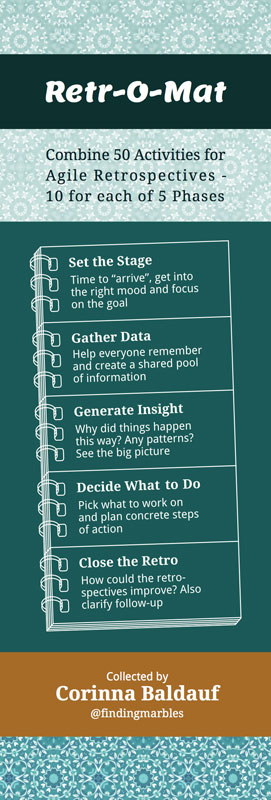 Retr-O-Mat
Combine 50 Activities for
Agile Retrospectives -
10 for each of 5 Phases
Set the Stage
Time to “arrive”, get into
the right mood and focus
on the goal
Gather Data
Help everyone remember
and create a shared pool
of information
Generate Insight
Why did things happen
this way? Any patterns?
See the big picture
Decide What to Do
Pick what to work on
and plan concrete steps
of action
Close the Retro
How could the retro-
spectives improve? Also
clarify follow-up
Collected by
Corinna Baldauf
@findingmarbles